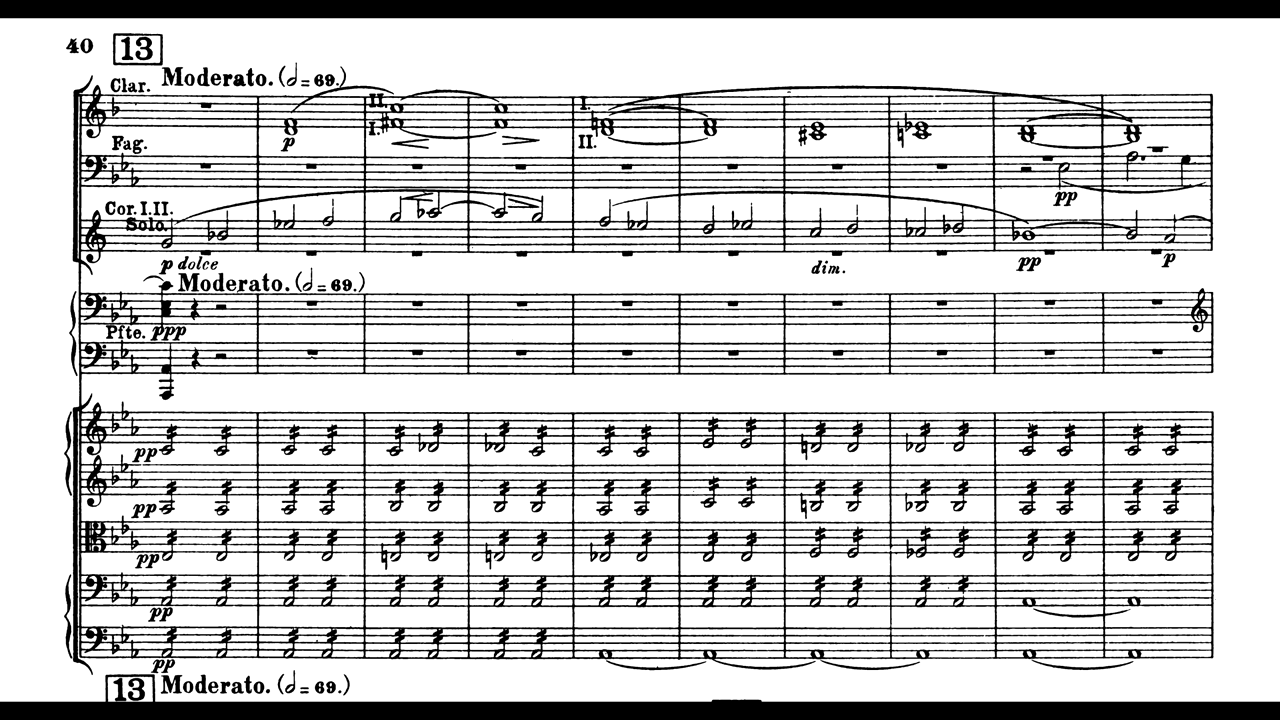 40 13
Clar. Moderato. (𝅗𝅥 = 69.)
II.
I.
I.
II.
p
Fag.
pp
Cor. I. II.
Solo.
p dolce
dim.
pp
p
Moderato. (𝅗𝅥 = 69.)
Pfte. ppp
pp
pp
pp
pp
pp
13 Moderato. (𝅗𝅥 = 69.)